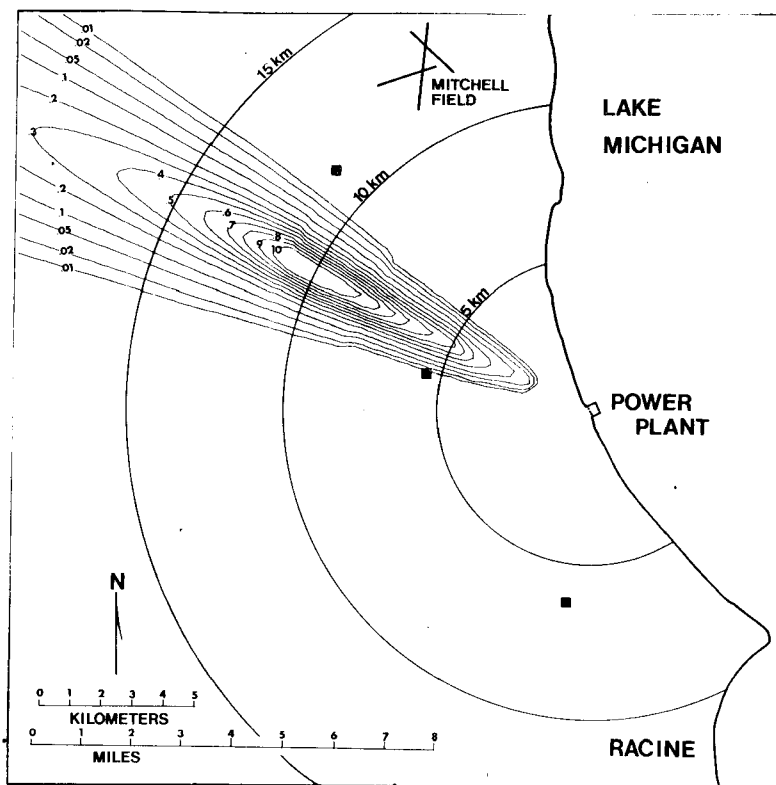 .01
.02
.05
.1
.2
.3
.4
.5
.6
.7
.8
.9
10
.2
.1
.05
.02
.01
15 km
10 km
5 km
MITCHELL
FIELD
LAKE
MICHIGAN
POWER
PLANT
N
0 1 2 3 4 5
KILOMETERS
0 1 2 3 4 5 6 7 8
MILES
RACINE